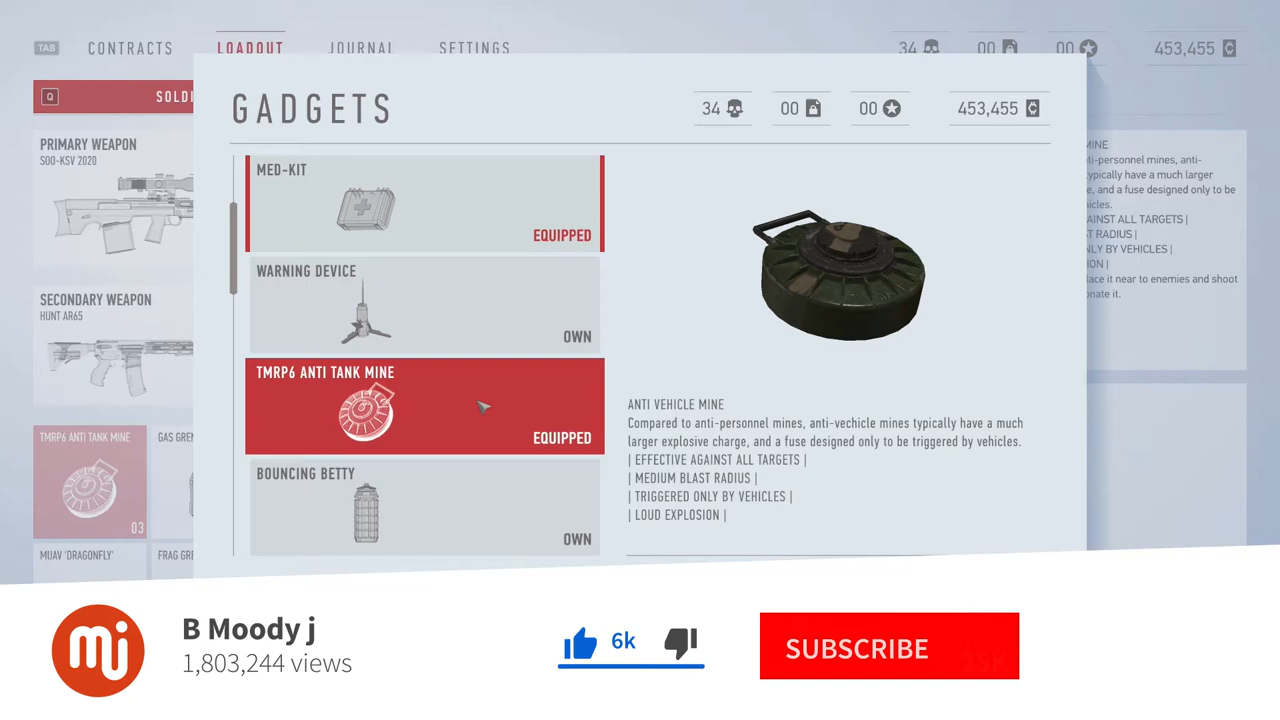 TAB
CONTRACTS
LOADOUT
JOURNAL
SETTINGS
34
00
00
453,455
Q
SOLDI
PRIMARY WEAPON
SOO-KSV 2020
SECONDARY WEAPON
HUNT AR65
TMRP6 ANTI TANK MINE
03
GAS GREN
MUAV 'DRAGONFLY'
FRAG GRE
GADGETS
34
00
00
453,455
MED-KIT
EQUIPPED
WARNING DEVICE
OWN
TMRP6 ANTI TANK MINE
EQUIPPED
BOUNCING BETTY
OWN
ANTI VEHICLE MINE
Compared to anti-personnel mines, anti-vechicle mines typically have a much
larger explosive charge, and a fuse designed only to be triggered by vehicles.
| EFFECTIVE AGAINST ALL TARGETS |
| MEDIUM BLAST RADIUS |
| TRIGGERED ONLY BY VEHICLES |
| LOUD EXPLOSION |
MINE
ti-personnel mines, anti-
typically have a much larger
, and a fuse designed only to be
hicles.
AINST ALL TARGETS |
T RADIUS |
NLY BY VEHICLES |
ION |
lace it near to enemies and shoot
onate it.
mj
B Moody j
1,803,244 views
6k
SUBSCRIBE